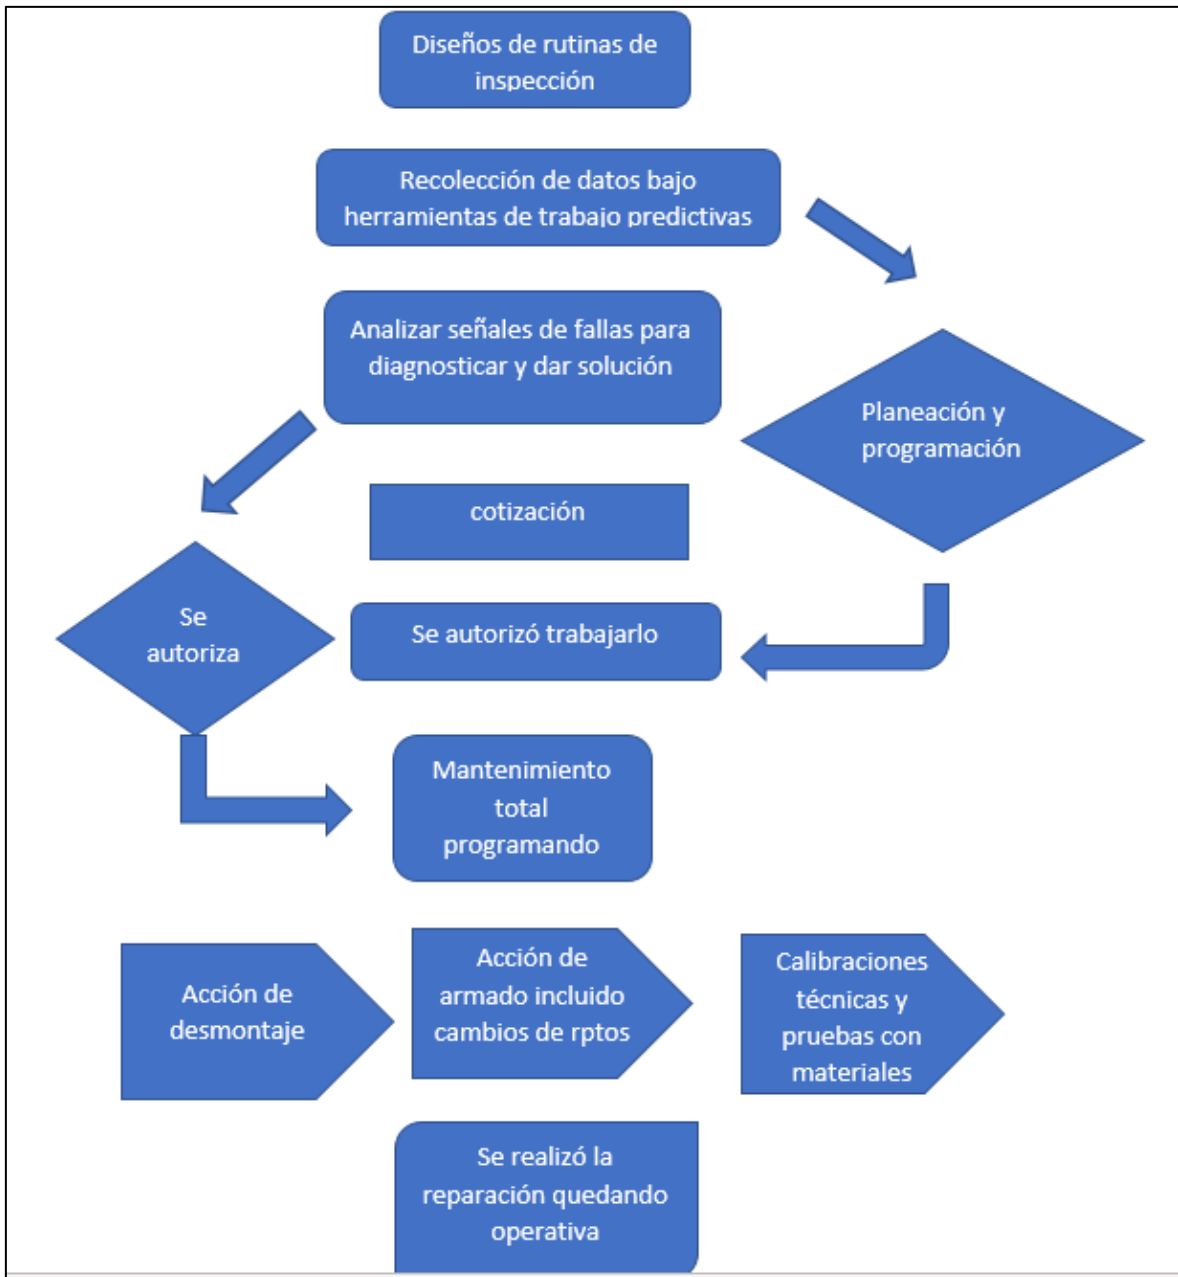 Diseños de rutinas de
inspección
Recolección de datos bajo
herramientas de trabajo predictivas
Analizar señales de fallas para
diagnosticar y dar solución
Planeación y
programación
cotización
Se
autoriza
Se autorizó trabajarlo
Mantenimiento
total
programando
Acción de
desmontaje
Acción de
armado incluido
cambios de rptos
Calibraciones
técnicas y
pruebas con
materiales
Se realizó la
reparación quedando
operativa